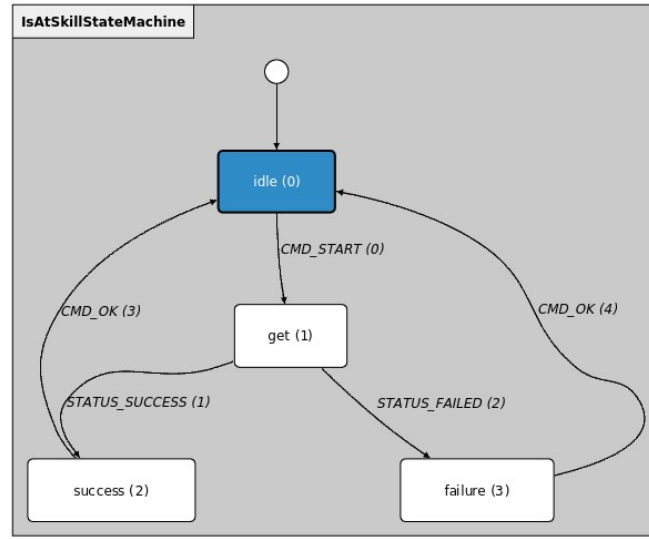 IsAtSkillStateMachine
idle (0)
CMD_START (0)
CMD_OK (3)
CMD_OK (4)
get (1)
STATUS_SUCCESS (1)
STATUS_FAILED (2)
success (2)
failure (3)